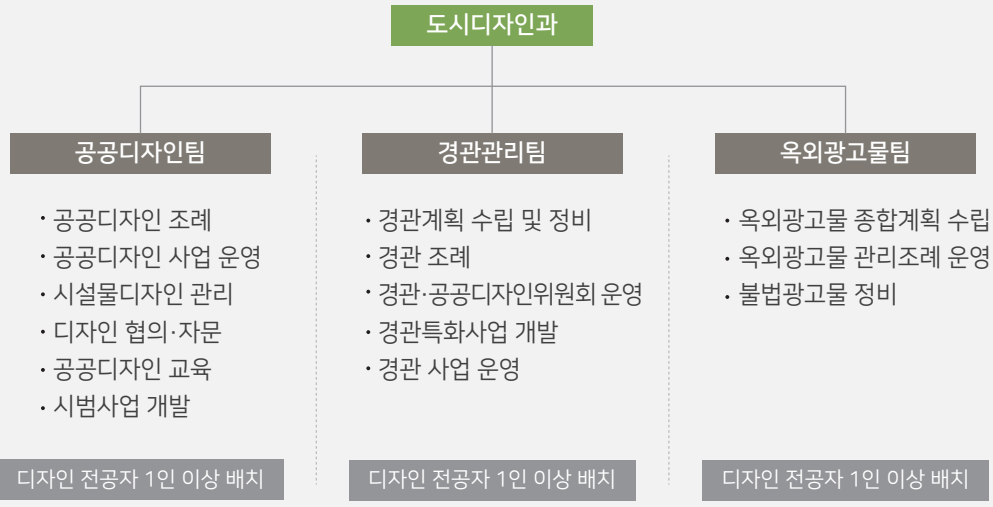 도시디자인과
공공디자인팀
· 공공디자인 조례
· 공공디자인 사업 운영
· 시설물디자인 관리
· 디자인 협의·자문
· 공공디자인 교육
· 시범사업 개발
디자인 전공자 1인 이상 배치
경관관리팀
· 경관계획 수립 및 정비
· 경관 조례
· 경관·공공디자인위원회 운영
· 경관특화사업 개발
· 경관 사업 운영
디자인 전공자 1인 이상 배치
옥외광고물팀
· 옥외광고물 종합계획 수립
· 옥외광고물 관리조례 운영
· 불법광고물 정비
디자인 전공자 1인 이상 배치